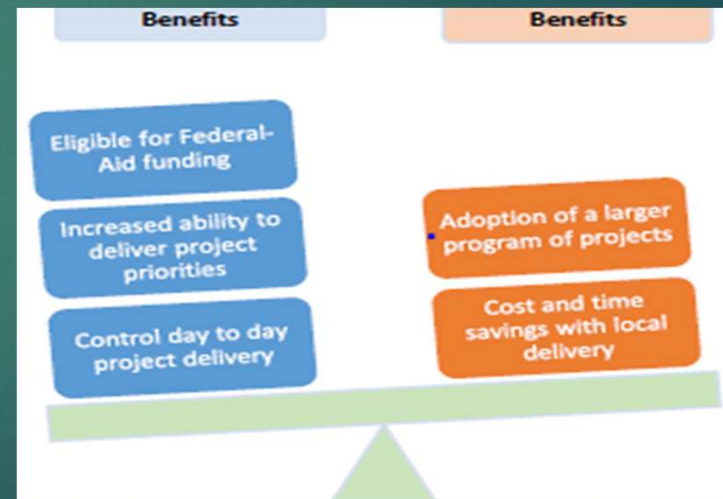 Benefits
Benefits
Eligible for Federal-
Aid funding
Increased ability to
deliver project
priorities
Control day to day
project delivery
Adoption of a larger
program of projects
Cost and time
savings with local
delivery